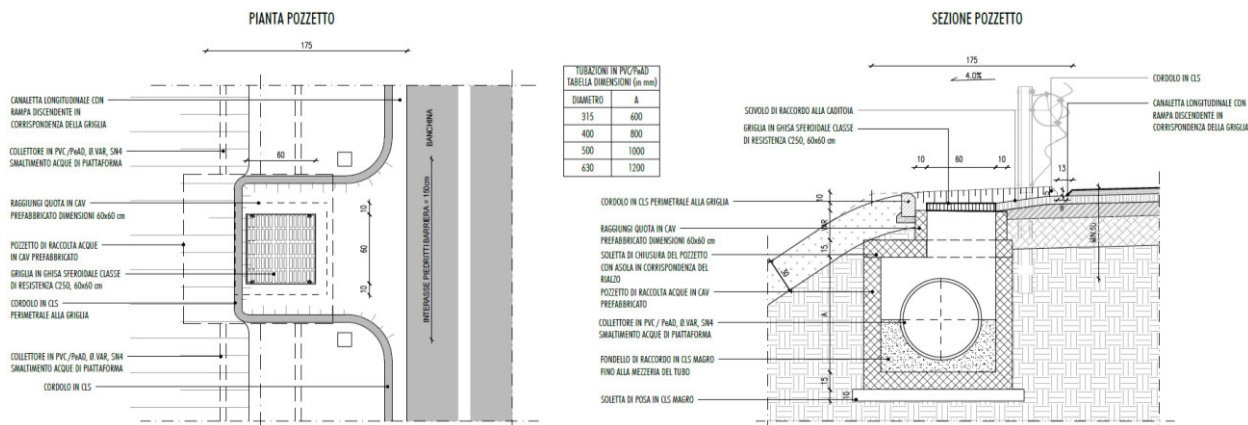 PIANTA POZZETTO
175
CANALETTA LONGITUDINALE CON
RAMPA DISCENDENTE IN
CORRISPONDENZA DELLA GRIGLIA
COLLETTORE IN PVC /PeAD, Ø.VAR, SN4
SMALTIMENTO ACQUE DI PIATTAFORMA
RAGGIUNGI QUOTA IN CAV
PREFABBRICATO DIMENSIONI 60x60 cm
POZZETTO DI RACCOLTA ACQUE
IN CAV PREFABBRICATO
GRIGLIA IN GHISA SFEROIDALE CLASSE
DI RESISTENZA C250, 60x60 cm
CORDOLO IN CLS
PERIMETRALE ALLA GRIGLIA
COLLETTORE IN PVC /PeAD, Ø.VAR, SN4
SMALTIMENTO ACQUE DI PIATTAFORMA
CORDOLO IN CLS
60
10
60
10
BANCHINA
INTERASSE PIEDRITTI BARRIERA = 150cm
TUBAZIONI IN PVC/PeAD
TABELLA DIMENSIONI (in mm)
DIAMETRO A
315 600
400 800
500 1000
630 1200
SEZIONE POZZETTO
175
4.0%
CORDOLO IN CLS
SCIVOLO DI RACCORDO ALLA CADITOIA
CANALETTA LONGITUDINALE CON
RAMPA DISCENDENTE IN
CORRISPONDENZA DELLA GRIGLIA
GRIGLIA IN GHISA SFEROIDALE CLASSE
DI RESISTENZA C250, 60x60 cm
10 60 10
13
CORDOLO IN CLS PERIMETRALE ALLA GRIGLIA
10
RAGGIUNGI QUOTA IN CAV
PREFABBRICATO DIMENSIONI 60x60 cm
VAR
15
SOLETTA DI CHIUSURA DEL POZZETTO
CON ASOLA IN CORRISPONDENZA DEL
RIALZO
POZZETTO DI RACCOLTA ACQUE IN CAV
PREFABBRICATO
A
COLLETTORE IN PVC / PeAD, Ø.VAR, SN4
SMALTIMENTO ACQUE DI PIATTAFORMA
FONDELLO DI RACCORDO IN CLS MAGRO
FINO ALLA MEZZERIA DEL TUBO
15
10
SOLETTA DI POSA IN CLS MAGRO